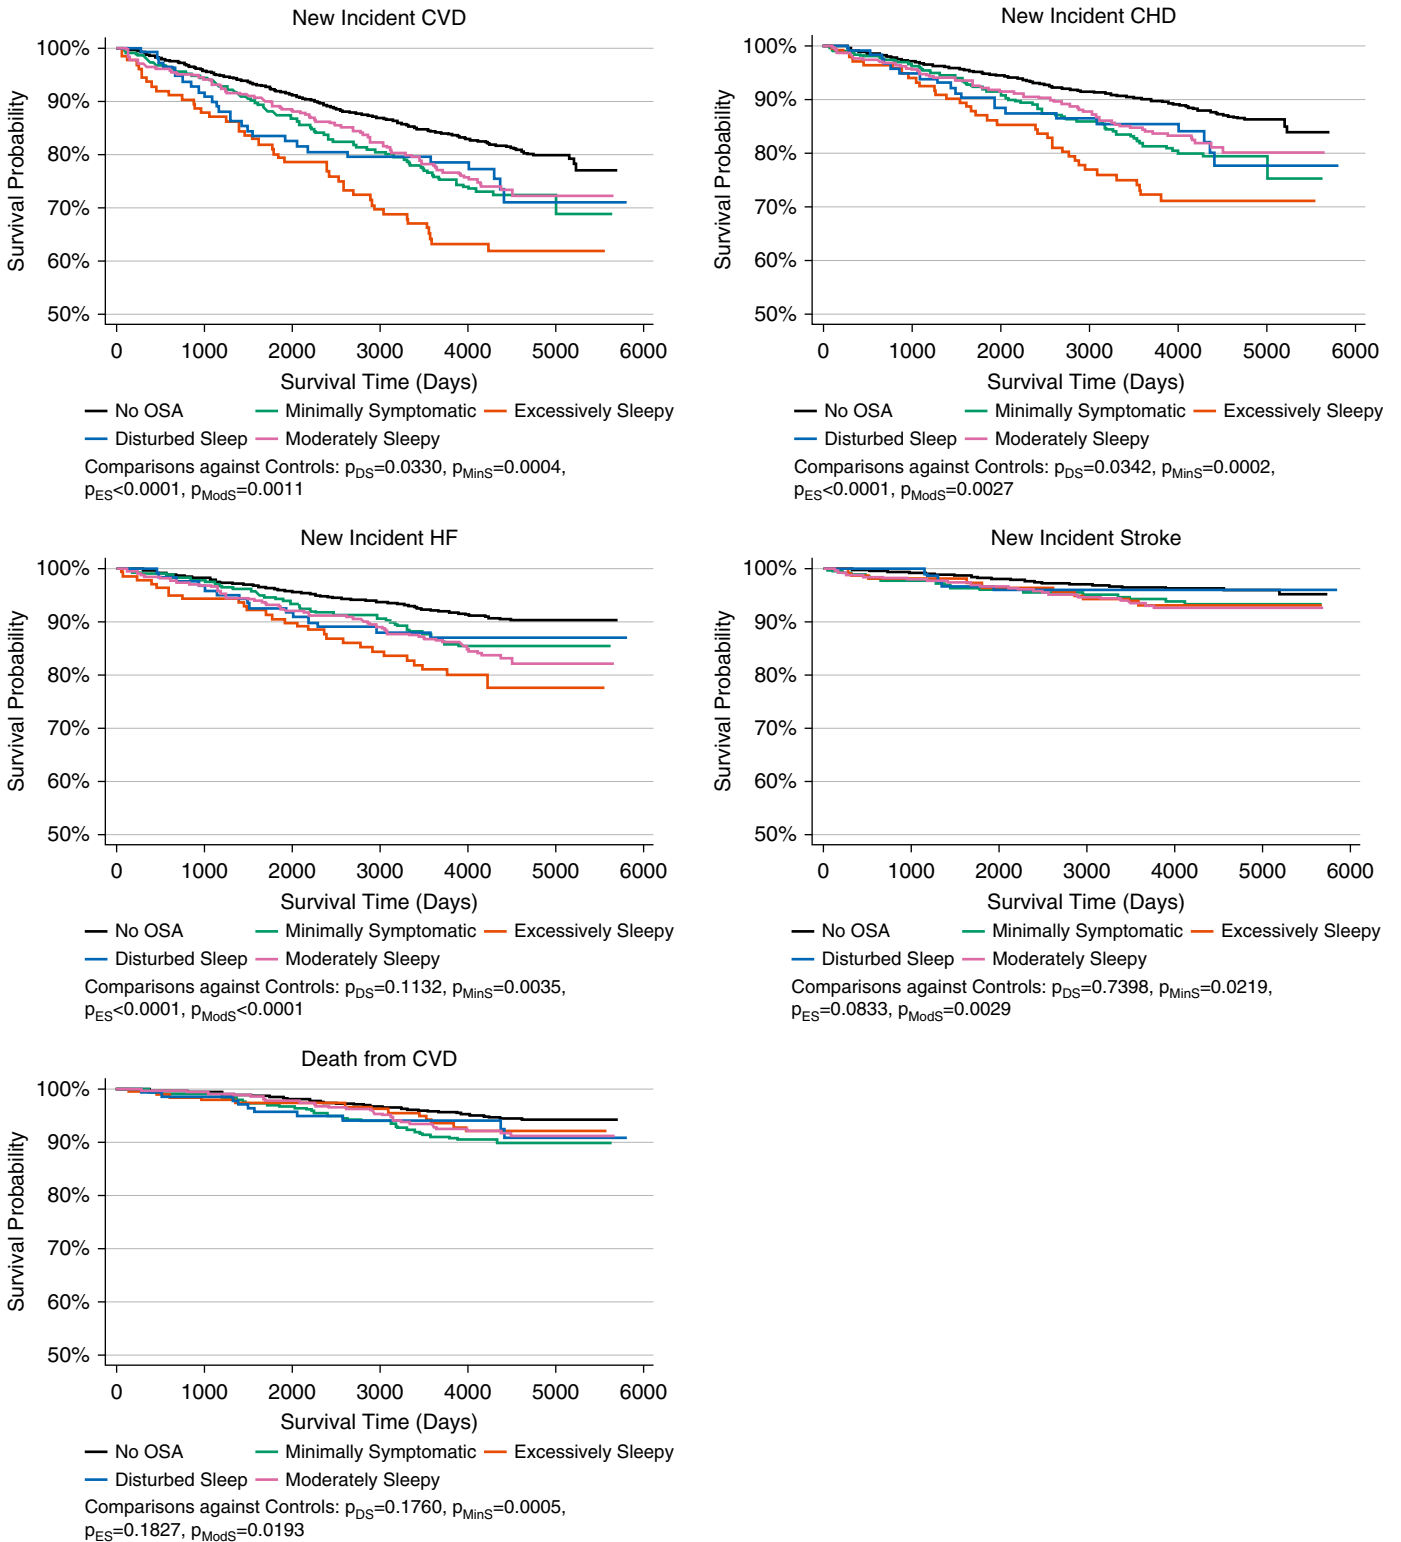 New Incident CVD
Survival Probability
100%
90%
80%
70%
60%
50%
0 1000 2000 3000 4000 5000 6000
Survival Time (Days)
No OSA Minimally Symptomatic Excessively Sleepy
Disturbed Sleep Moderately Sleepy
Comparisons against Controls: pDS=0.0330, pMinS=0.0004,
pES<0.0001, pModS=0.0011
New Incident CHD
Survival Probability
100%
90%
80%
70%
60%
50%
0 1000 2000 3000 4000 5000 6000
Survival Time (Days)
No OSA Minimally Symptomatic Excessively Sleepy
Disturbed Sleep Moderately Sleepy
Comparisons against Controls: pDS=0.0342, pMinS=0.0002,
pES<0.0001, pModS=0.0027
New Incident HF
Survival Probability
100%
90%
80%
70%
60%
50%
0 1000 2000 3000 4000 5000 6000
Survival Time (Days)
No OSA Minimally Symptomatic Excessively Sleepy
Disturbed Sleep Moderately Sleepy
Comparisons against Controls: pDS=0.1132, pMinS=0.0035,
pES<0.0001, pModS<0.0001
New Incident Stroke
Survival Probability
100%
90%
80%
70%
60%
50%
0 1000 2000 3000 4000 5000 6000
Survival Time (Days)
No OSA Minimally Symptomatic Excessively Sleepy
Disturbed Sleep Moderately Sleepy
Comparisons against Controls: pDS=0.7398, pMinS=0.0219,
pES=0.0833, pModS=0.0029
Death from CVD
Survival Probability
100%
90%
80%
70%
60%
50%
0 1000 2000 3000 4000 5000 6000
Survival Time (Days)
No OSA Minimally Symptomatic Excessively Sleepy
Disturbed Sleep Moderately Sleepy
Comparisons against Controls: pDS=0.1760, pMinS=0.0005,
pES=0.1827, pModS=0.0193